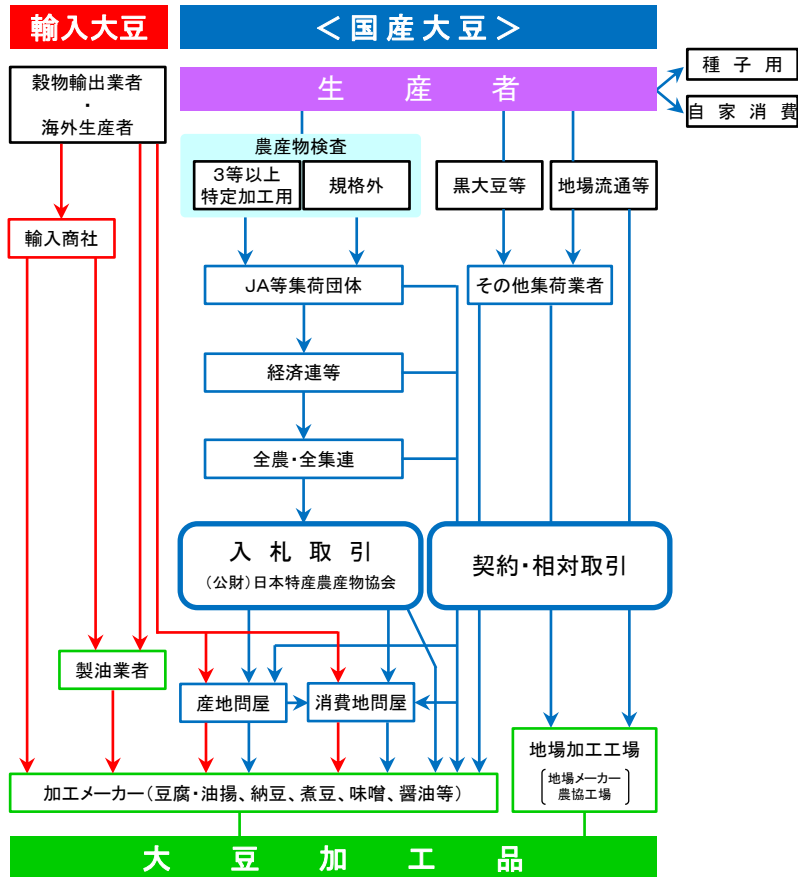 輸入大豆
＜国産大豆＞
生産者
種子用
自家消費
穀物輸出業者
・
海外生産者
農産物検査
3等以上
特定加工用
規格外
黒大豆等
地場流通等
輸入商社
JA等集荷団体
その他集荷業者
経済連等
全農・全集連
入札取引
（公財）日本特産農産物協会
契約・相対取引
製油業者
産地問屋
消費地問屋
地場加工工場
地場メーカー
農協工場
加工メーカー（豆腐・油揚、納豆、煮豆、味噌、醤油等）
大豆加工品